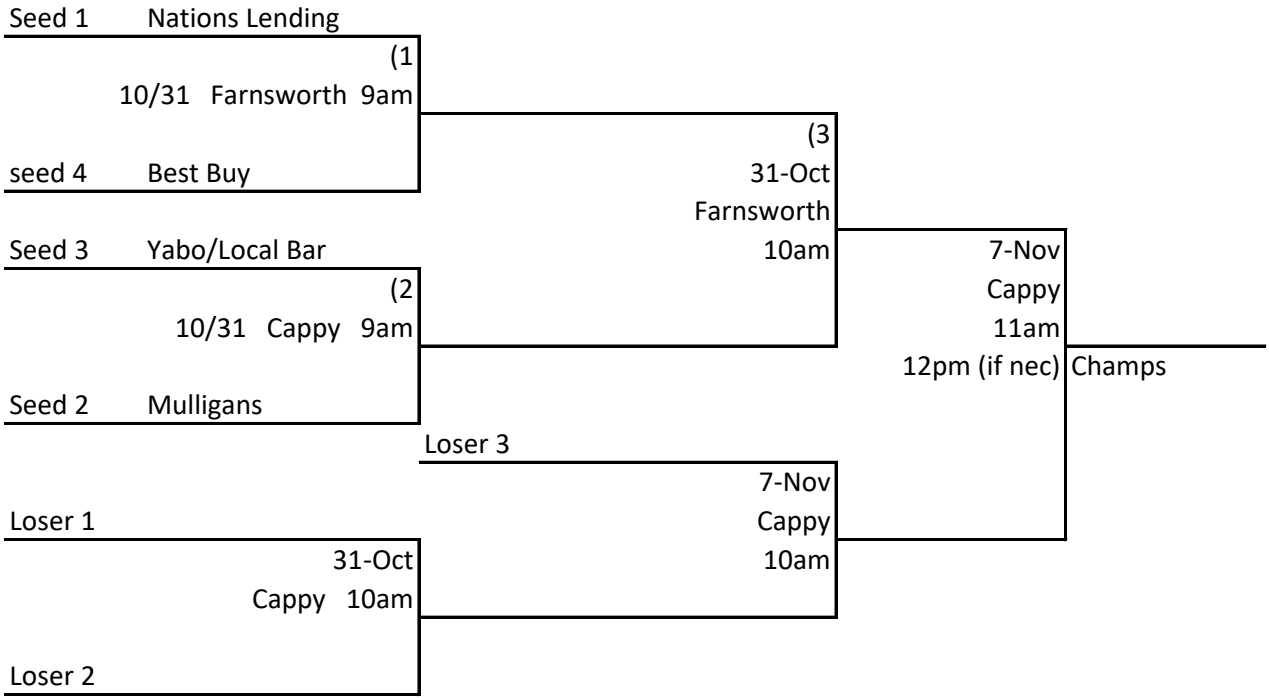 Seed 1 Nations Lending
(1
10/31 Farnsworth 9am
(3
seed 4 Best Buy
31-Oct
Farnsworth
Seed 3 Yabo/Local Bar
10am
7-Nov
(2
Cappy
10/31 Cappy 9am
11am
12pm (if nec) Champs
Seed 2 Mulligans
Loser 3
7-Nov
Loser 1
Cappy
31-Oct
10am
Cappy 10am
Loser 2